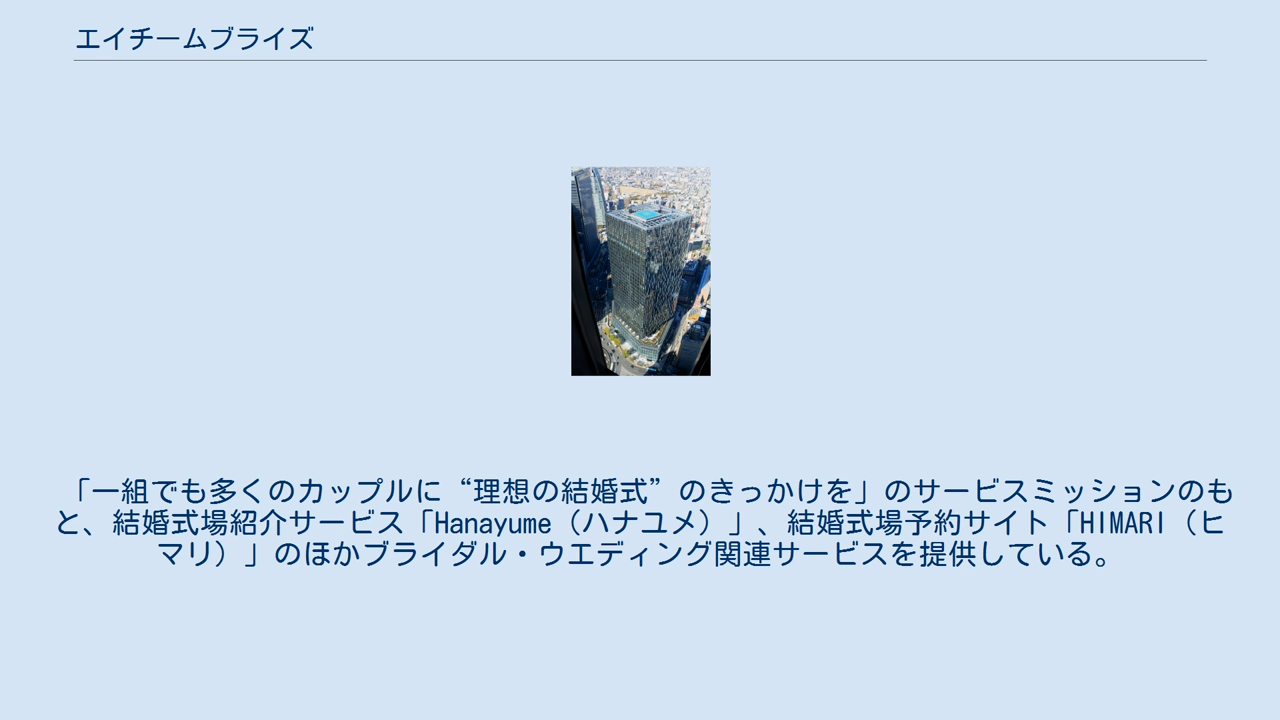 エイチームブライズ
「一組でも多くのカップルに“理想の結婚式”のきっかけを」のサービスミッションのも
と、結婚式場紹介サービス「Hanayume（ハナユメ）」、結婚式場予約サイト「HIMARI（ヒ
マリ）」のほかブライダル・ウエディング関連サービスを提供している。